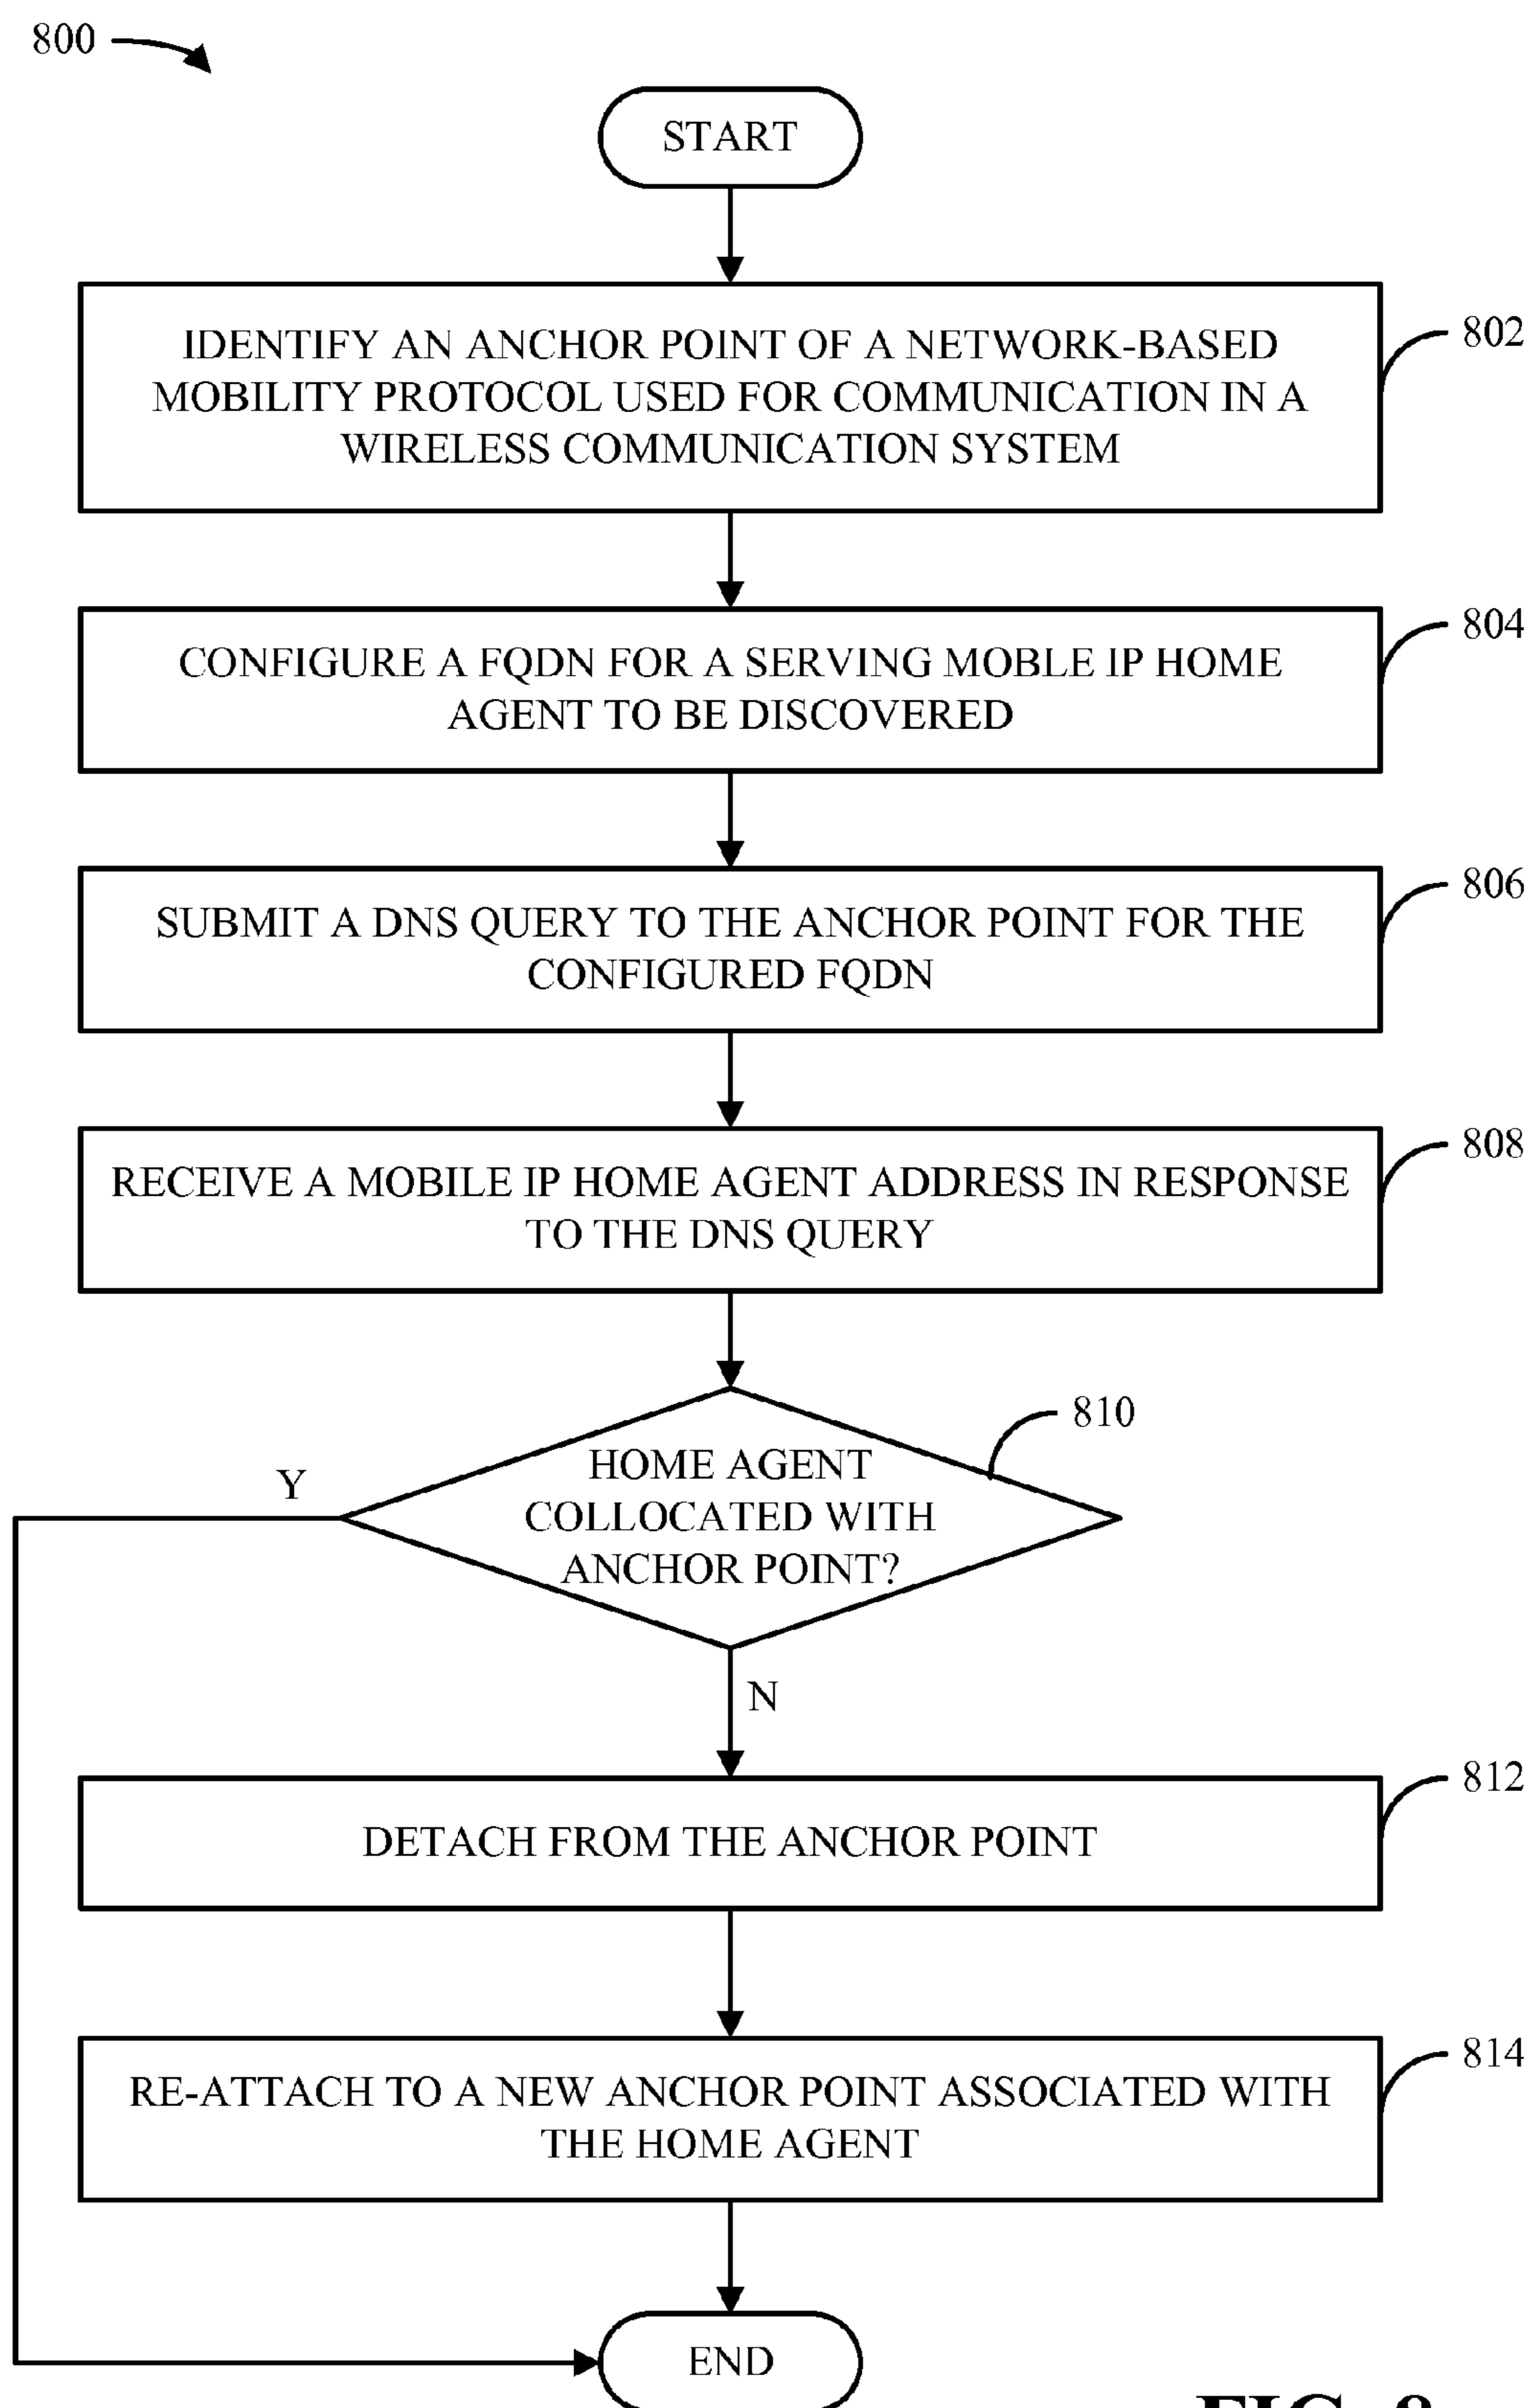 800
START
IDENTIFY AN ANCHOR POINT OF A NETWORK-BASED
MOBILITY PROTOCOL USED FOR COMMUNICATION IN A
WIRELESS COMMUNICATION SYSTEM
802
CONFIGURE A FQDN FOR A SERVING MOBLE IP HOME
AGENT TO BE DISCOVERED
804
SUBMIT A DNS QUERY TO THE ANCHOR POINT FOR THE
CONFIGURED FQDN
806
RECEIVE A MOBILE IP HOME AGENT ADDRESS IN RESPONSE
TO THE DNS QUERY
808
HOME AGENT
COLLOCATED WITH
ANCHOR POINT?
810
Y
N
DETACH FROM THE ANCHOR POINT
812
RE-ATTACH TO A NEW ANCHOR POINT ASSOCIATED WITH
THE HOME AGENT
814
END